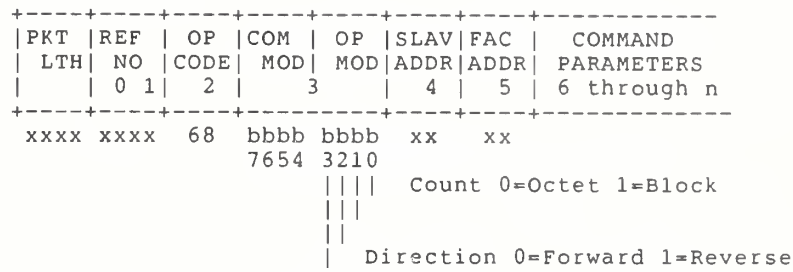 +----+-----+----+---------+----+----+--------------
|PKT |REF  | OP |COM | OP |SLAV|FAC |   COMMAND
| LTH| NO  |CODE| MOD| MOD|ADDR|ADDR| PARAMETERS
|    | 0 1|  2 |    3    |  4 |  5 | 6 through n
+----+-----+----+---------+----+----+--------------
xxxx xxxx 68 bbbb bbbb xx xx
7654 3210
|||| Count 0=Octet 1=Block
|||
||
| Direction 0=Forward 1=Reverse